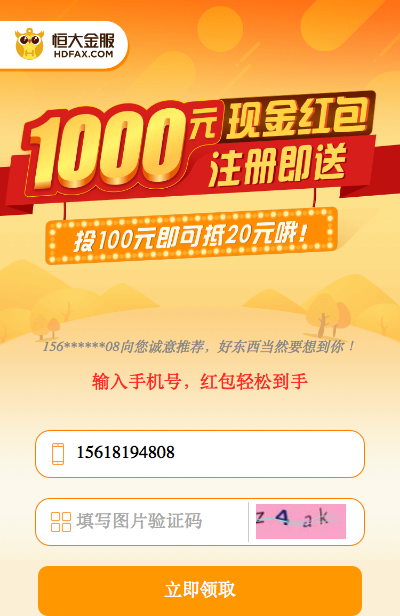 恒大金服
HDFAX.COM
1000元现金红包
注册即送
投100元即可抵20元哦！
156******08向您诚意推荐，好东西当然要想到你！
输入手机号，红包轻松到手
15618194808
填写图片验证码
z4ak
立即领取